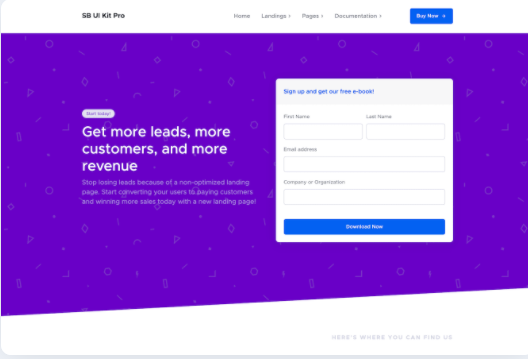 SB UI Kit Pro
Home Landings Pages Documentation Buy Now →
Start today!
Get more leads, more
customers, and more
revenue
Stop losing leads because of a non-optimized landing
page. Start converting your users to paying customers
and winning more sales today with a new landing page!
Sign up and get our free e-book!
First Name Last Name
Email address
Company or Organization
Download Now
HERE'S WHERE YOU CAN FIND US